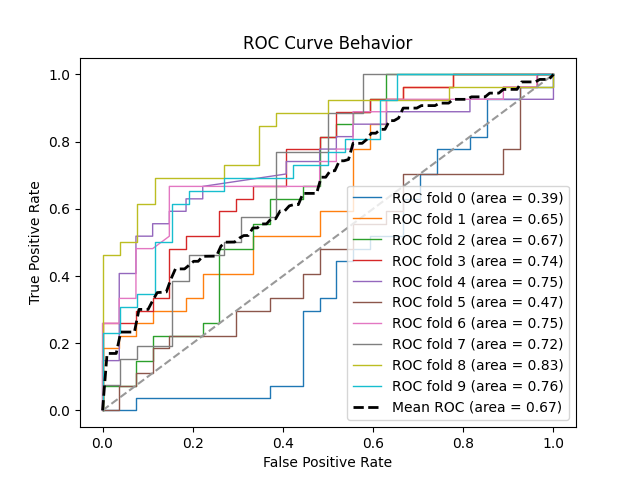 ROC Curve Behavior
True Positive Rate
1.0
0.8
0.6
0.4
0.2
0.0
ROC fold 0 (area = 0.39)
ROC fold 1 (area = 0.65)
ROC fold 2 (area = 0.67)
ROC fold 3 (area = 0.74)
ROC fold 4 (area = 0.75)
ROC fold 5 (area = 0.47)
ROC fold 6 (area = 0.75)
ROC fold 7 (area = 0.72)
ROC fold 8 (area = 0.83)
ROC fold 9 (area = 0.76)
Mean ROC (area = 0.67)
0.0 0.2 0.4 0.6 0.8 1.0
False Positive Rate